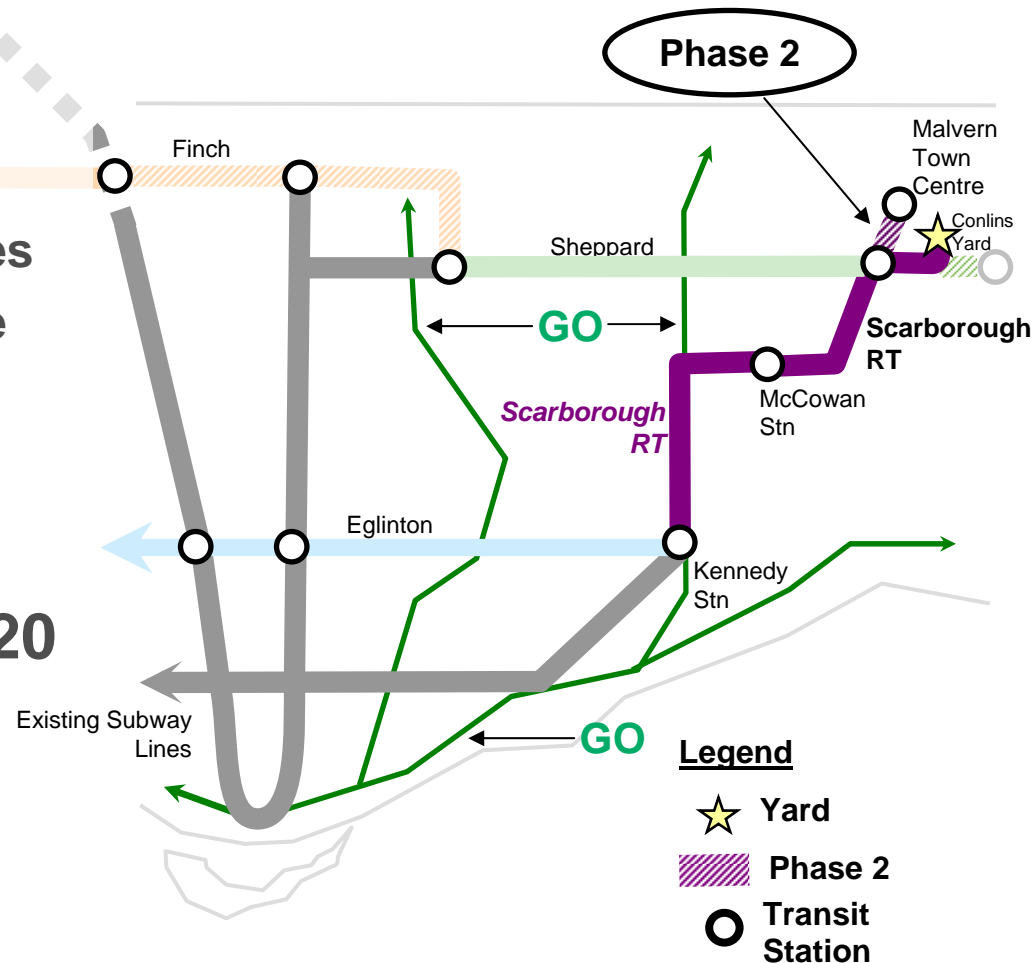 Phase 2
Malvern
Town
Centre
Finch
Conlins
Yard
es
Sheppard
e
GO
Scarborough
RT
McCowan
Stn
Scarborough
RT
Eglinton
Kennedy
Stn
20
Existing Subway
Lines
GO
Legend
Yard
Phase 2
Transit
Station